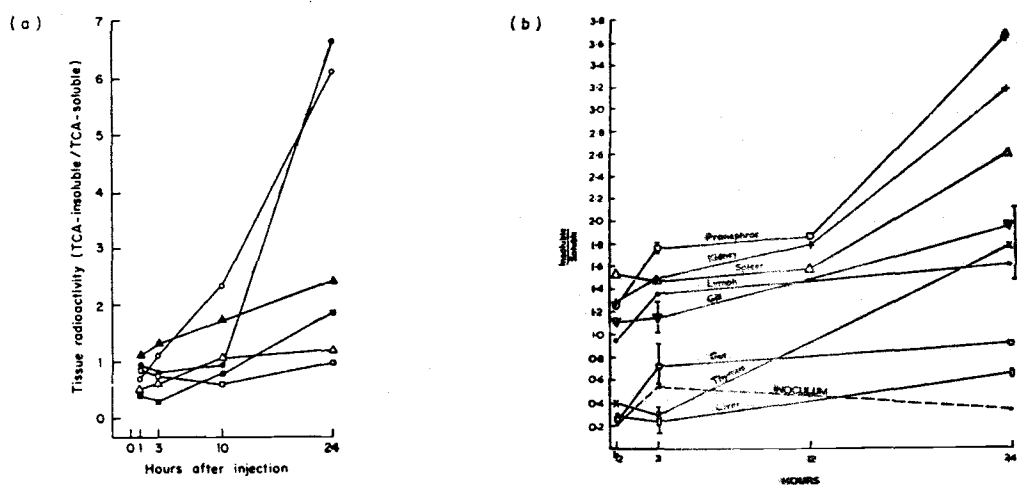 (a)
Tissue radioactivity (TCA-insoluble / TCA-soluble)
7
6
5
4
3
2
1
0
0 1 3 10 24
Hours after injection
(b)
Insoluble
Soluble
3·8
3·6
3·4
3·2
3·0
2·8
2·6
2·4
2·2
2·0
1·8
1·6
1·4
1·2
1·0
0·8
0·6
0·4
0·2
Pronephros
Kidney
Spleen
Lymph
Gill
Gut
Thymus
INOCULUM
Liver
3 12 24
HOURS